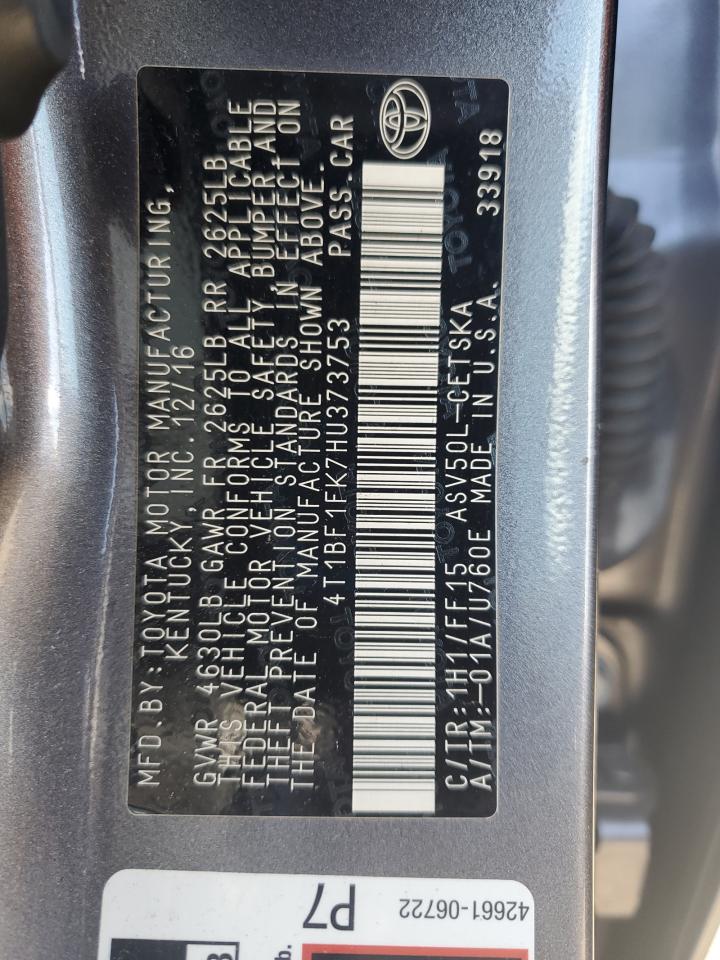 MFD.BY:TOYOTA MOTOR MANUFACTURING,
KENTUCKY, INC. 12/16
GVWR 4630LB GAWR FR 2625LB RR 2625LB
THIS VEHICLE CONFORMS TO ALL APPLICABLE
FEDERAL MOTOR VEHICLE SAFETY, BUMPER, AND
THEFT PREVENTION STANDARDS IN EFFECT ON
THE DATE OF MANUFACTURE SHOWN ABOVE.
4T1BF1FK7HU373753 PASS.CAR
C/TR:1H1/FF15 ASV50L-CETSKA
A/TM:-01A/U760E MADE IN U.S.A. 33918
42661-06722
P7